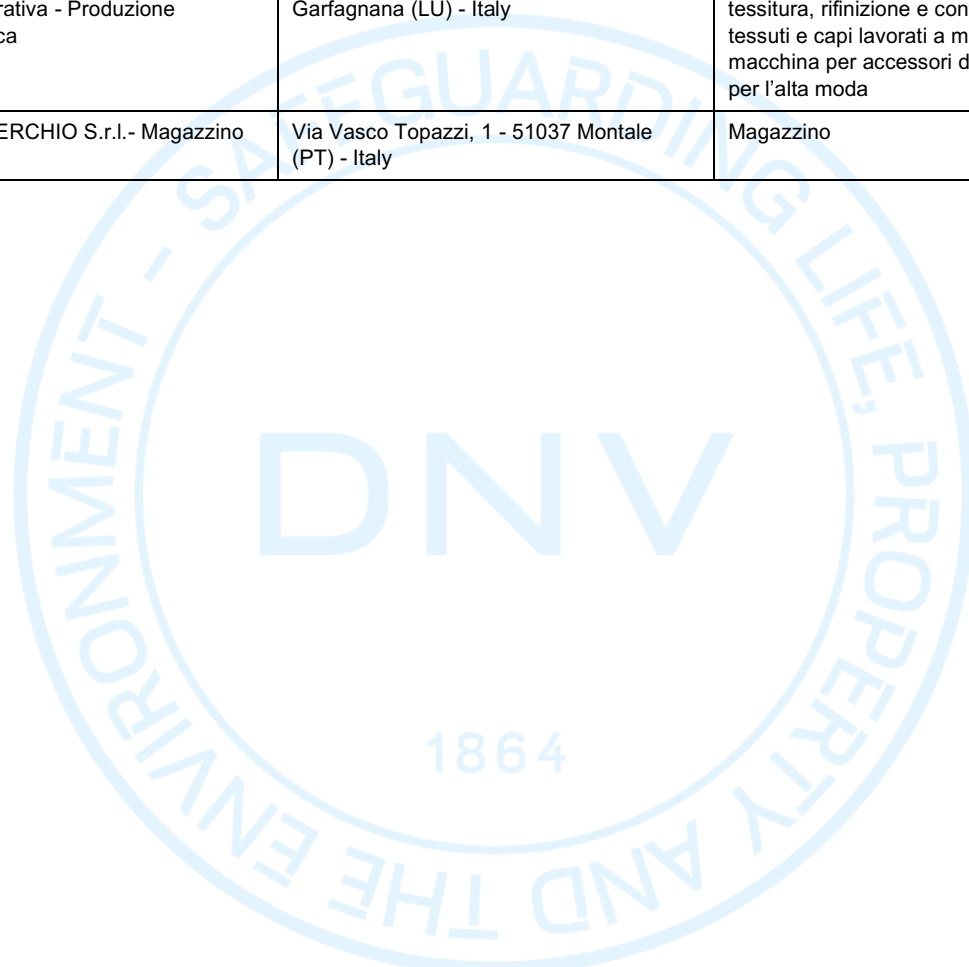 rativa - Produzione
ca
Garfagnana (LU) - Italy
tessitura, rifinizione e con
tessuti e capi lavorati a m
macchina per accessori d
per l'alta moda
ERCHIO S.r.l.- Magazzino
Via Vasco Topazzi, 1 - 51037 Montale
(PT) - Italy
Magazzino
SAFEGUARDING LIFE, PROPERTY AND THE ENVIRONMENT -
DNV
1864